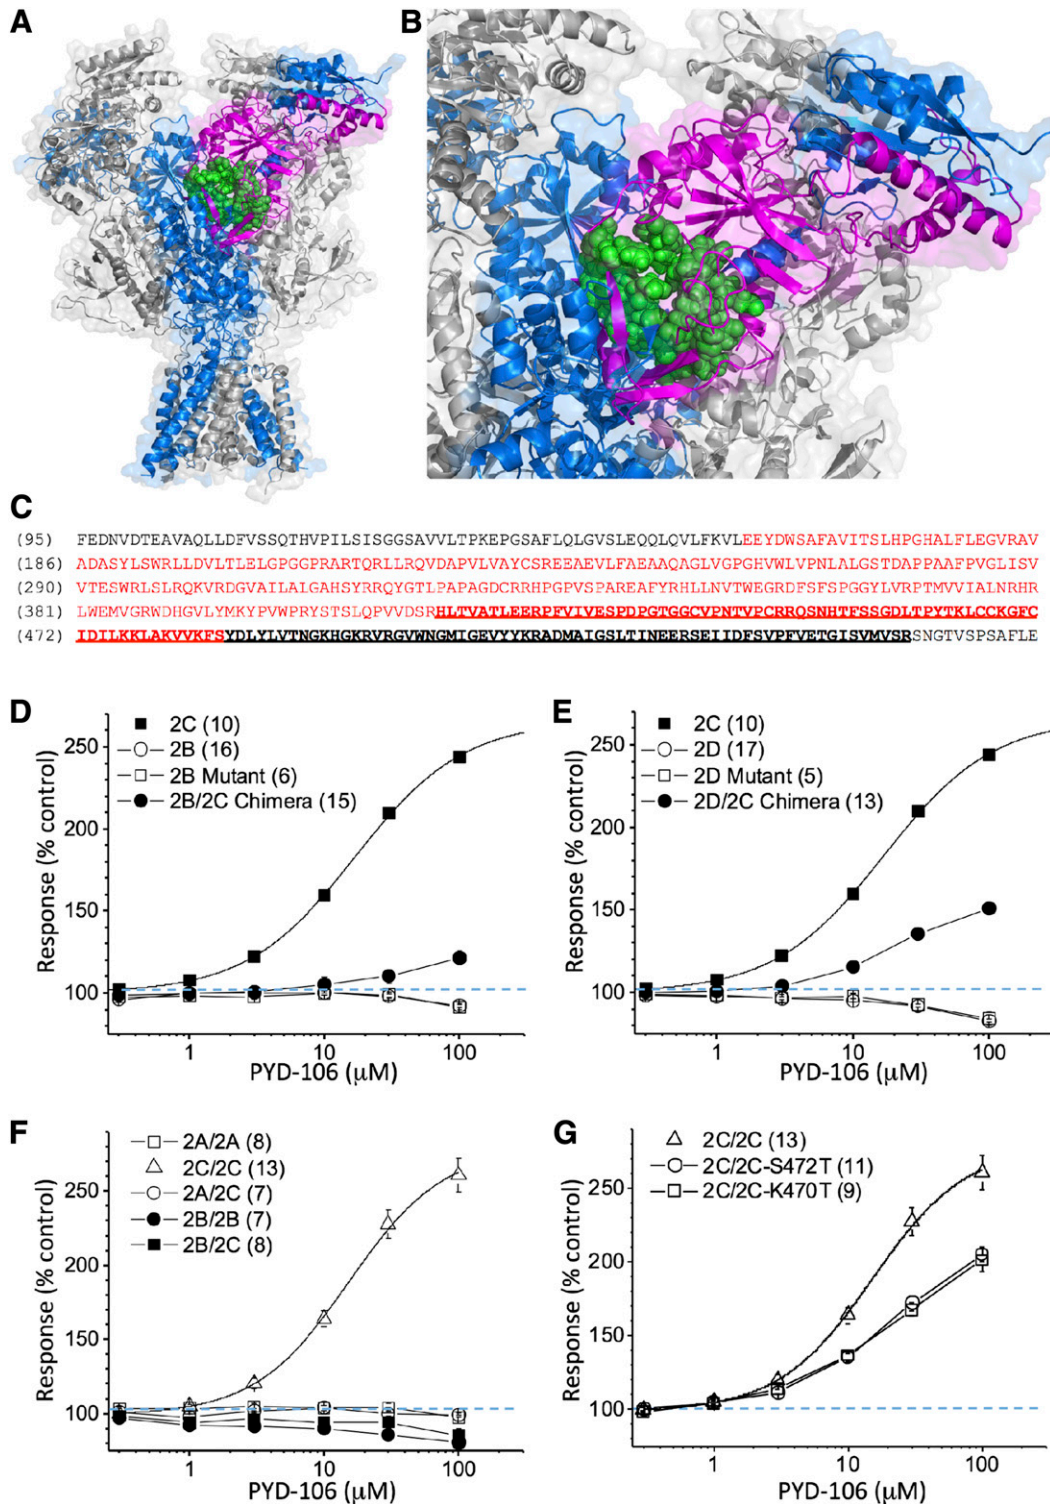 A
B
C
(95) FEDNVDTEAVAQLLDFVSSQTHVPILSISGGSAVVLTPKEPGSAFLQLGVSLEQQLQVLFKVLEEYDWSAFAVITSLHPGHALFLEGVRAV
(186) ADASYLSWRLLDVLTLELGPGGPRARTQRLLRQVDAPVLVAYCSREEAEVLFAEAAQAGLVGPGHVWLVPNLALGSTDAPPAAFPVGLISV
(290) VTESWRLSLRQKVRDGVAILALGAHSYRRQYGTLPAPAGDCRRHPGPVSPAREAFYRHLLNVTWEGRDFSFSPGGYLVRPTMVVIALNRHR
(381) LWEMVGRWDHGVLYMKYPVWPRYSTSLQPVVDSRHLTVATLEERPFVIVESPDPGTGGCVPNTVPCRRQSNHTFSSGDLTPYTKLCCKGFC
(472) IDILKKLAKVVKFSYDLYLVTNGKHGKRVRGVWNGMIGEVYYKRADMAIGSLTINEERSEIIDFSVPFVETGISVMVSRSNGTVSPSAFLE
D
2C (10)
2B (16)
2B Mutant (6)
2B/2C Chimera (15)
250
200
150
100
Response (% control)
1 10 100
PYD-106 (μM)
E
2C (10)
2D (17)
2D Mutant (5)
2D/2C Chimera (13)
250
200
150
100
Response (% control)
1 10 100
PYD-106 (μM)
F
2A/2A (8)
2C/2C (13)
2A/2C (7)
2B/2B (7)
2B/2C (8)
250
200
150
100
Response (% control)
1 10 100
PYD-106 (μM)
G
2C/2C (13)
2C/2C-S472T (11)
2C/2C-K470T (9)
250
200
150
100
Response (% control)
1 10 100
PYD-106 (μM)